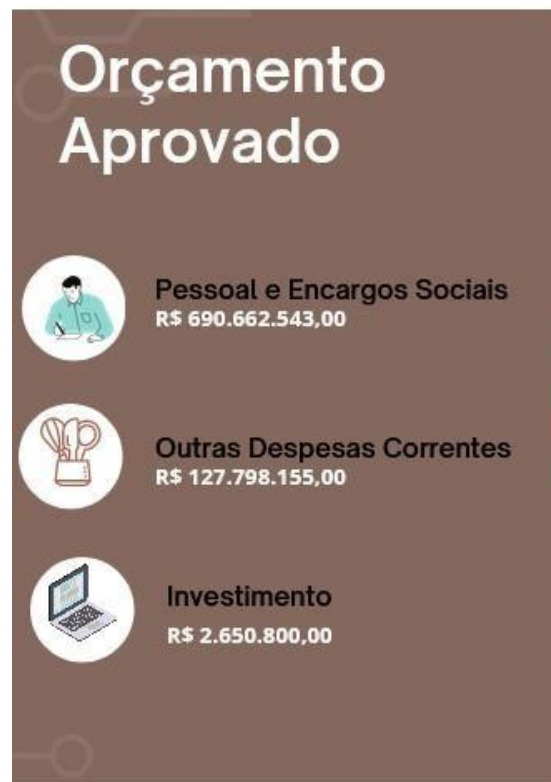 Orçamento
Aprovado
Pessoal e Encargos Sociais
R$ 690.662.543,00
Outras Despesas Correntes
R$ 127.798.155,00
Investimento
R$ 2.650.800,00